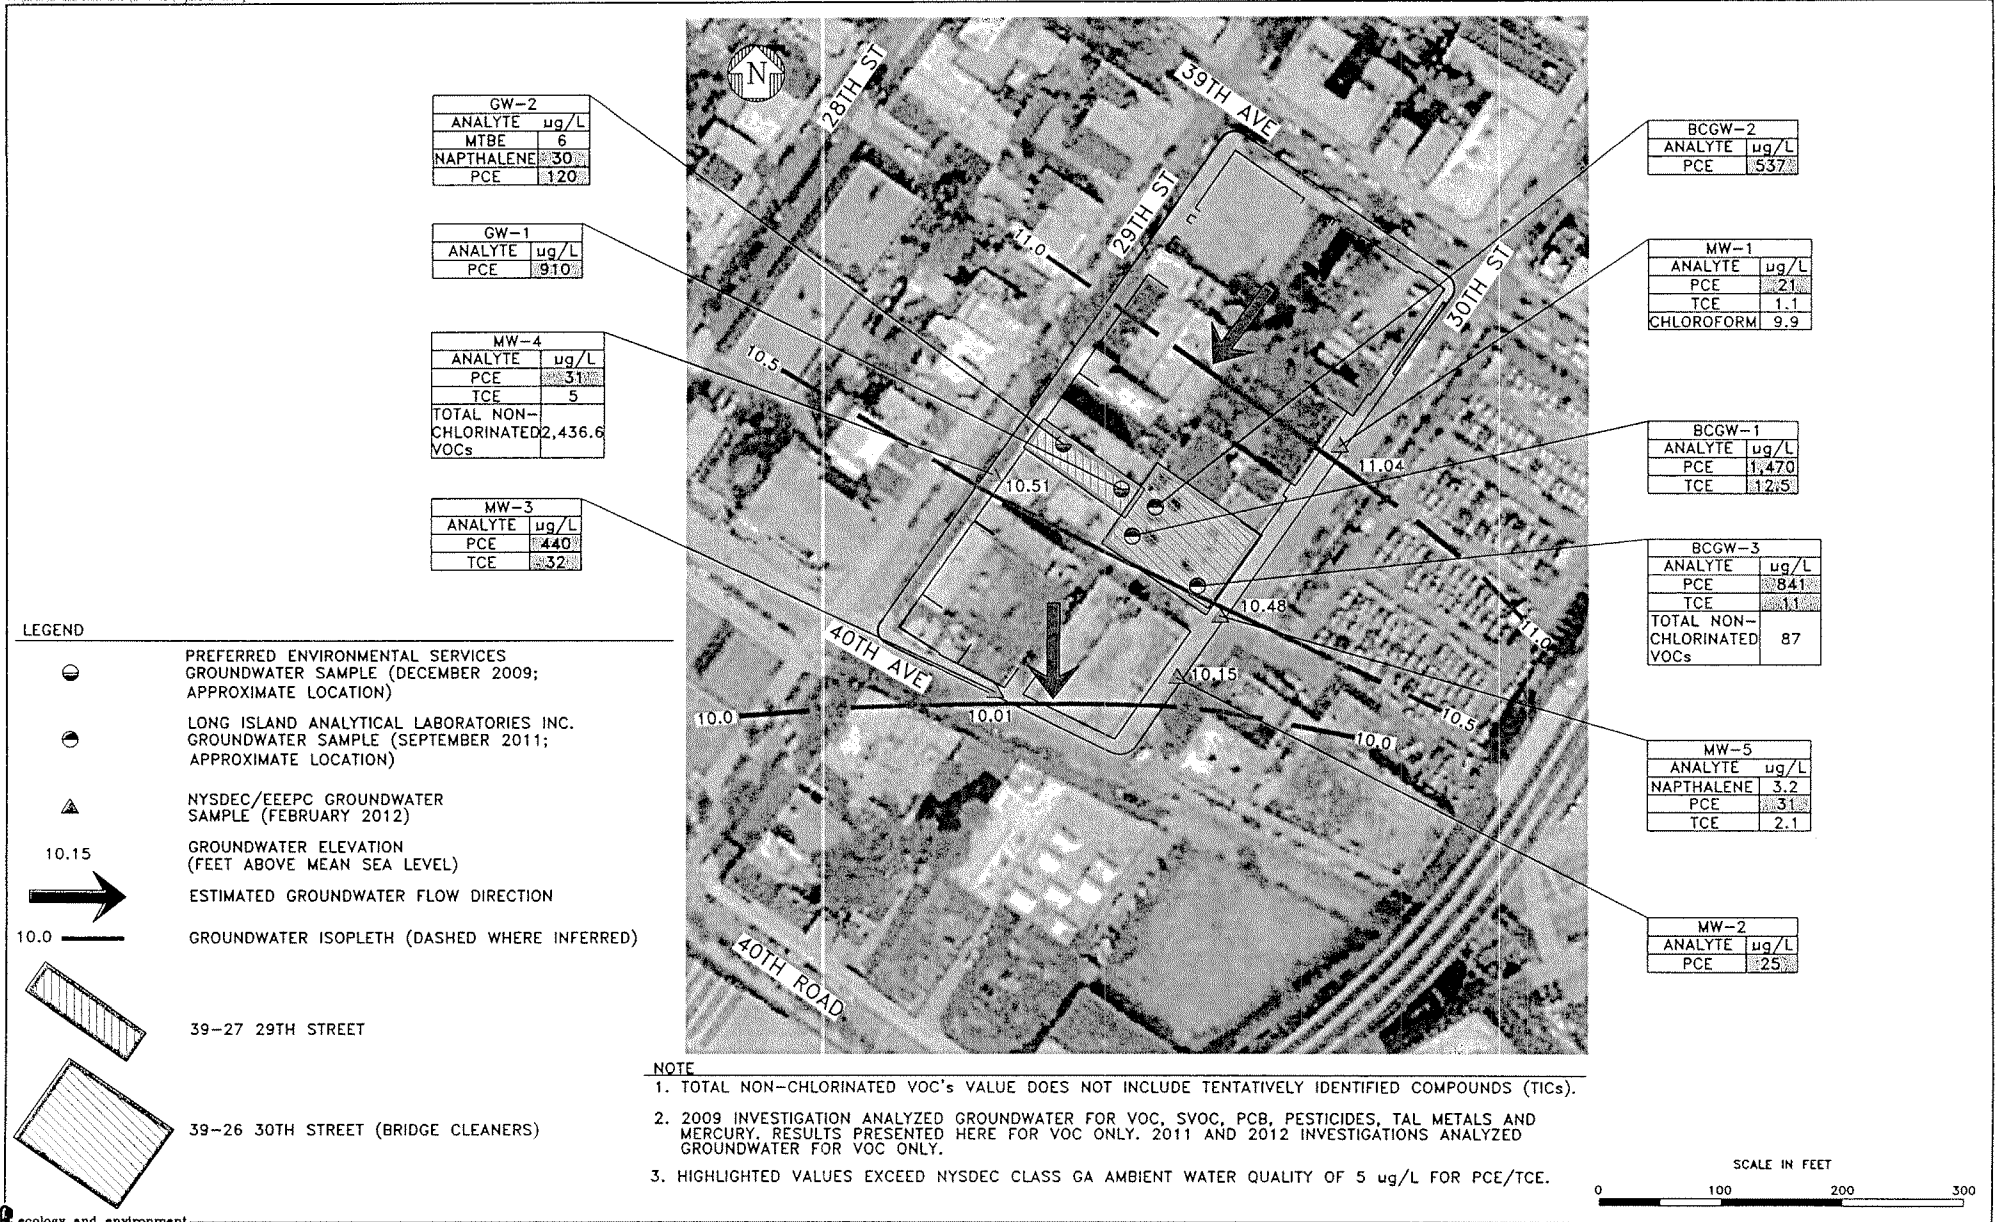 GW-2
ANALYTE μg/L
MTBE 6
NAPTHALENE 30
PCE 120
GW-1
ANALYTE μg/L
PCE 910
MW-4
ANALYTE μg/L
PCE 31
TCE 5
TOTAL NON-
CHLORINATED 2,436.6
VOCs
MW-3
ANALYTE μg/L
PCE 440
TCE 32
N
28TH ST
39TH AVE
29TH ST
30TH ST
11.0
10.5
11.04
10.51
10.48
11.0
40TH AVE
10.15
10.0
10.01
10.5
10.0
40TH ROAD
BCGW-2
ANALYTE μg/L
PCE 537
MW-1
ANALYTE μg/L
PCE 21
TCE 1.1
CHLOROFORM 9.9
BCGW-1
ANALYTE μg/L
PCE 1,470
TCE 12.5
BCGW-3
ANALYTE μg/L
PCE 841
TCE 11
TOTAL NON-
CHLORINATED 87
VOCs
MW-5
ANALYTE μg/L
NAPTHALENE 3.2
PCE 31
TCE 2.1
MW-2
ANALYTE μg/L
PCE 25
LEGEND
PREFERRED ENVIRONMENTAL SERVICES
GROUNDWATER SAMPLE (DECEMBER 2009;
APPROXIMATE LOCATION)
LONG ISLAND ANALYTICAL LABORATORIES INC.
GROUNDWATER SAMPLE (SEPTEMBER 2011;
APPROXIMATE LOCATION)
NYSDEC/EEEPC GROUNDWATER
SAMPLE (FEBRUARY 2012)
10.15 GROUNDWATER ELEVATION
(FEET ABOVE MEAN SEA LEVEL)
ESTIMATED GROUNDWATER FLOW DIRECTION
10.0 GROUNDWATER ISOPLETH (DASHED WHERE INFERRED)
39-27 29TH STREET
39-26 30TH STREET (BRIDGE CLEANERS)
NOTE
1. TOTAL NON-CHLORINATED VOC's VALUE DOES NOT INCLUDE TENTATIVELY IDENTIFIED COMPOUNDS (TICs).
2. 2009 INVESTIGATION ANALYZED GROUNDWATER FOR VOC, SVOC, PCB, PESTICIDES, TAL METALS AND
MERCURY. RESULTS PRESENTED HERE FOR VOC ONLY. 2011 AND 2012 INVESTIGATIONS ANALYZED
GROUNDWATER FOR VOC ONLY.
3. HIGHLIGHTED VALUES EXCEED NYSDEC CLASS GA AMBIENT WATER QUALITY OF 5 ug/L FOR PCE/TCE.
SCALE IN FEET
0 100 200 300
ecology and environment